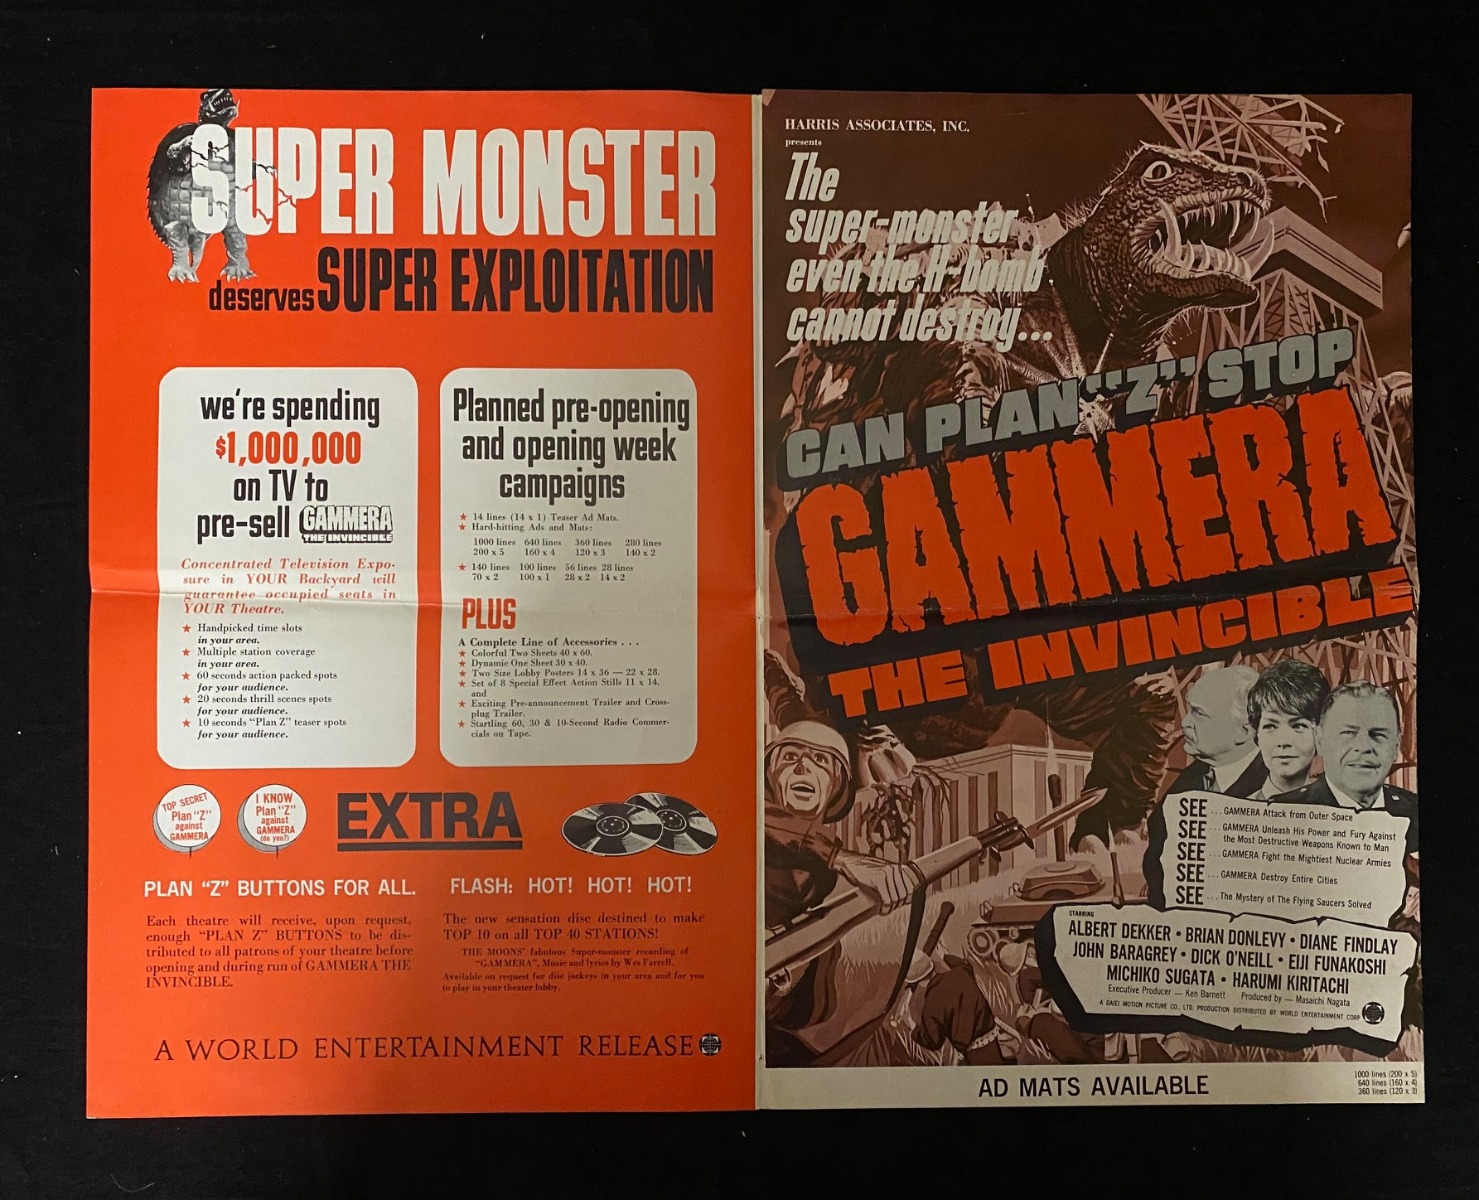 SUPER MONSTER
deserves SUPER EXPLOITATION
we're spending
$1,000,000
on TV to
pre-sell GAMMERA
THE INVINCIBLE
Concentrated Television Expo-
sure in YOUR Backyard will
guarantee occupied seats in
YOUR Theatre.
★ Handpicked time slots
in your area.
★ Multiple station coverage
in your area.
★ 60 seconds action packed spots
for your audience.
★ 20 seconds thrill scenes spots
for your audience.
★ 10 seconds "Plan Z" teaser spots
for your audience.
Planned pre-opening
and opening week
campaigns
★ 14 lines (14 x 1) Teaser Ad Mats.
★ Hard-hitting Ads and Mats:
1000 lines 640 lines 360 lines 280 lines
200 x 5 160 x 4 120 x 3 140 x 2
★ 140 lines 100 lines 56 lines 28 lines
70 x 2 100 x 1 28 x 2 14 x 2
PLUS
A Complete Line of Accessories . . .
★ Colorful Two Sheets 40 x 60.
★ Dynamic One Sheet 30 x 40.
★ Two Size Lobby Posters 14 x 36 — 22 x 28.
★ Set of 8 Special Effect Action Stills 11 x 14.
and
★ Exciting Pre-announcement Trailer and Cross-
plug Trailer.
★ Startling 60, 30 & 10-Second Radio Commer-
cials on Tape.
TOP SECRET
Plan "Z"
against
GAMMERA
I KNOW
Plan "Z"
against
GAMMERA
(do you?)
EXTRA
PLAN "Z" BUTTONS FOR ALL.
Each theatre will receive, upon request,
enough "PLAN Z" BUTTONS to be dis-
tributed to all patrons of your theatre before
opening and during run of GAMMERA THE
INVINCIBLE.
FLASH: HOT! HOT! HOT!
The new sensation disc destined to make
TOP 10 on all TOP 40 STATIONS!
THE MOONS' fabulous Super-monster recording of
"GAMMERA", Music and lyrics by Wes Farrell.
Available on request for disc jockeys in your area and for you
to play in your theater lobby.
A WORLD ENTERTAINMENT RELEASE
HARRIS ASSOCIATES, INC.
presents
The
super-monster
even the H-bomb
cannot destroy...
CAN PLAN "Z" STOP
GAMMERA
THE INVINCIBLE
SEE ...GAMMERA Attack from Outer Space
SEE ...GAMMERA Unleash His Power and Fury Against
the Most Destructive Weapons Known to Man
SEE ...GAMMERA Fight the Mightiest Nuclear Armies
SEE ...GAMMERA Destroy Entire Cities
SEE ...The Mystery of The Flying Saucers Solved
STARRING
ALBERT DEKKER • BRIAN DONLEVY • DIANE FINDLAY
JOHN BARAGREY • DICK O'NEILL • EIJI FUNAKOSHI
MICHIKO SUGATA • HARUMI KIRITACHI
Executive Producer — Ken Barnett Produced by — Masaichi Nagata
A DAIEI MOTION PICTURE CO., LTD. PRODUCTION DISTRIBUTED BY WORLD ENTERTAINMENT CORP
AD MATS AVAILABLE
1000 lines (200 x 5)
640 lines (160 x 4)
360 lines (120 x 3)